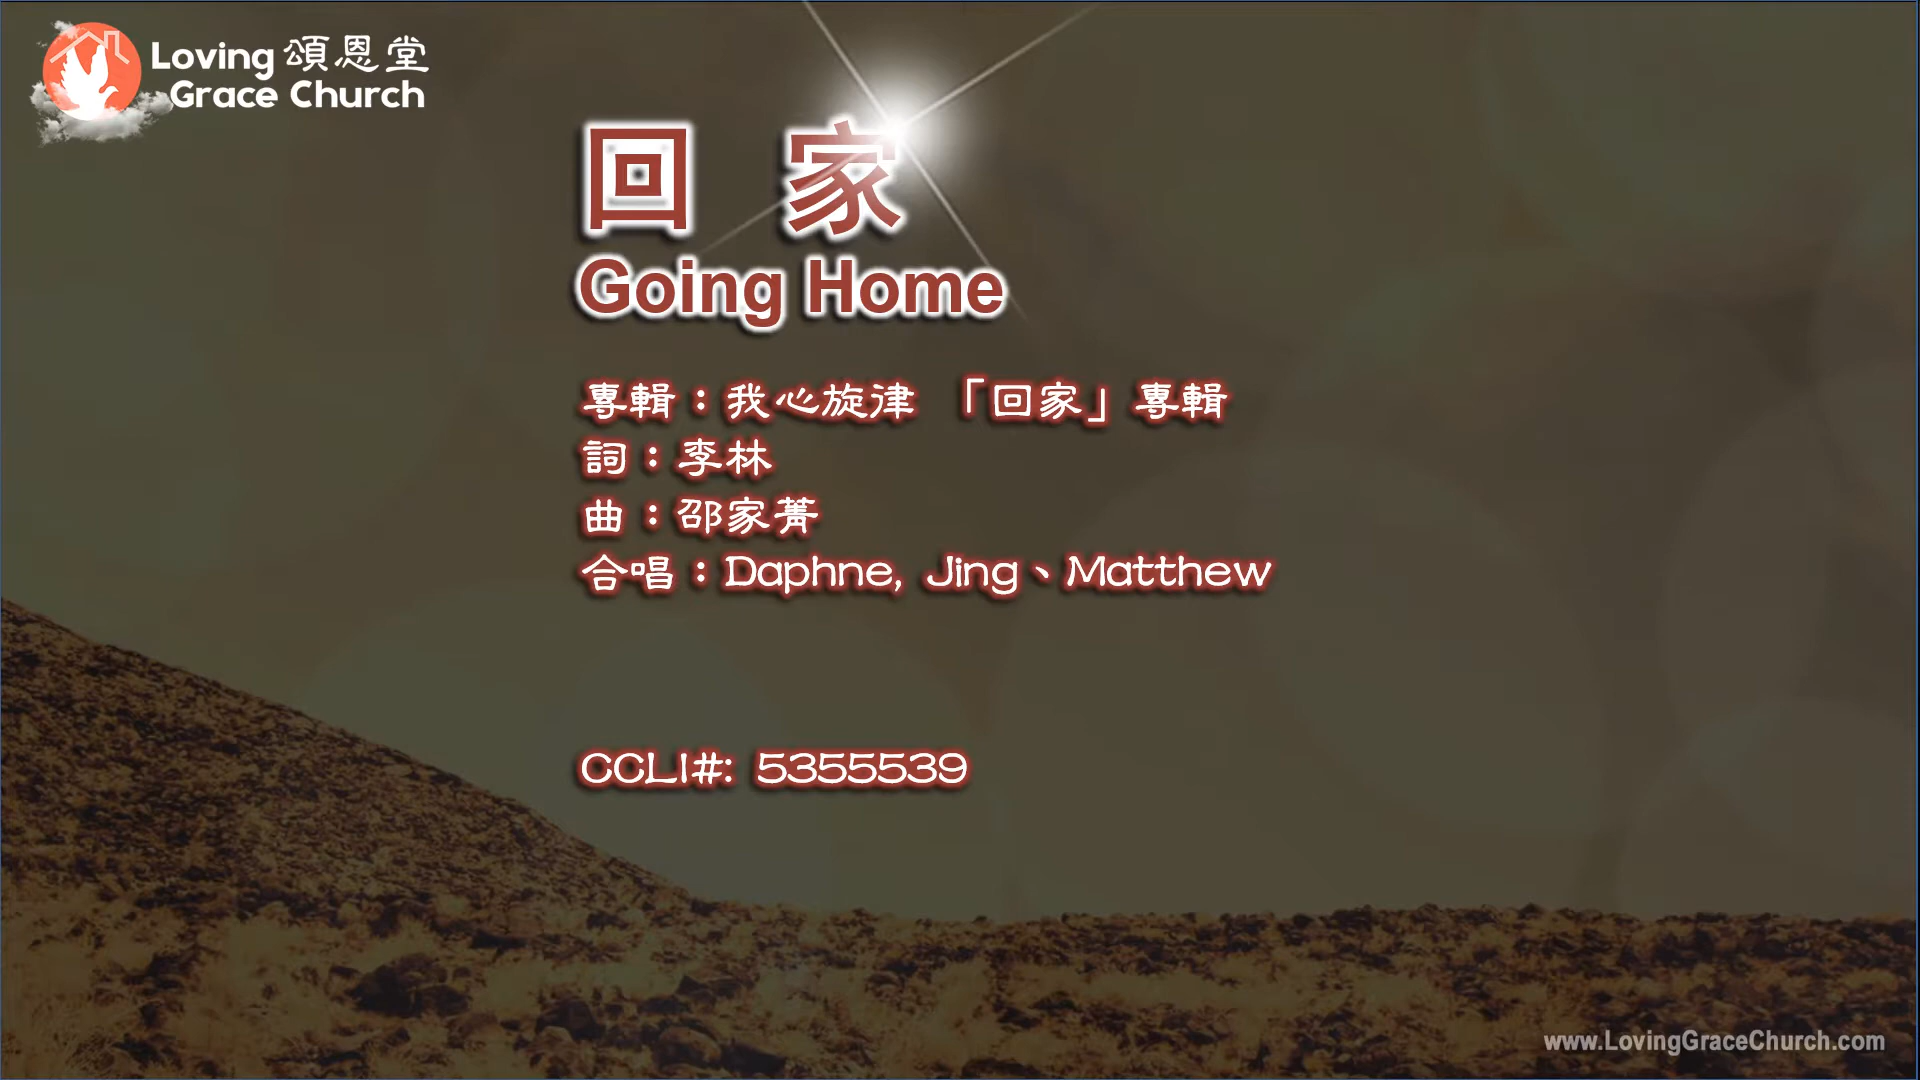 Loving 頌恩堂
Grace Church
回 家
Going Home
專輯：我心旋律 「回家」專輯
詞：李林
曲：邵家菁
合唱：Daphne, Jing、Matthew
CCLI#: 5355539
www.LovingGraceChurch.com